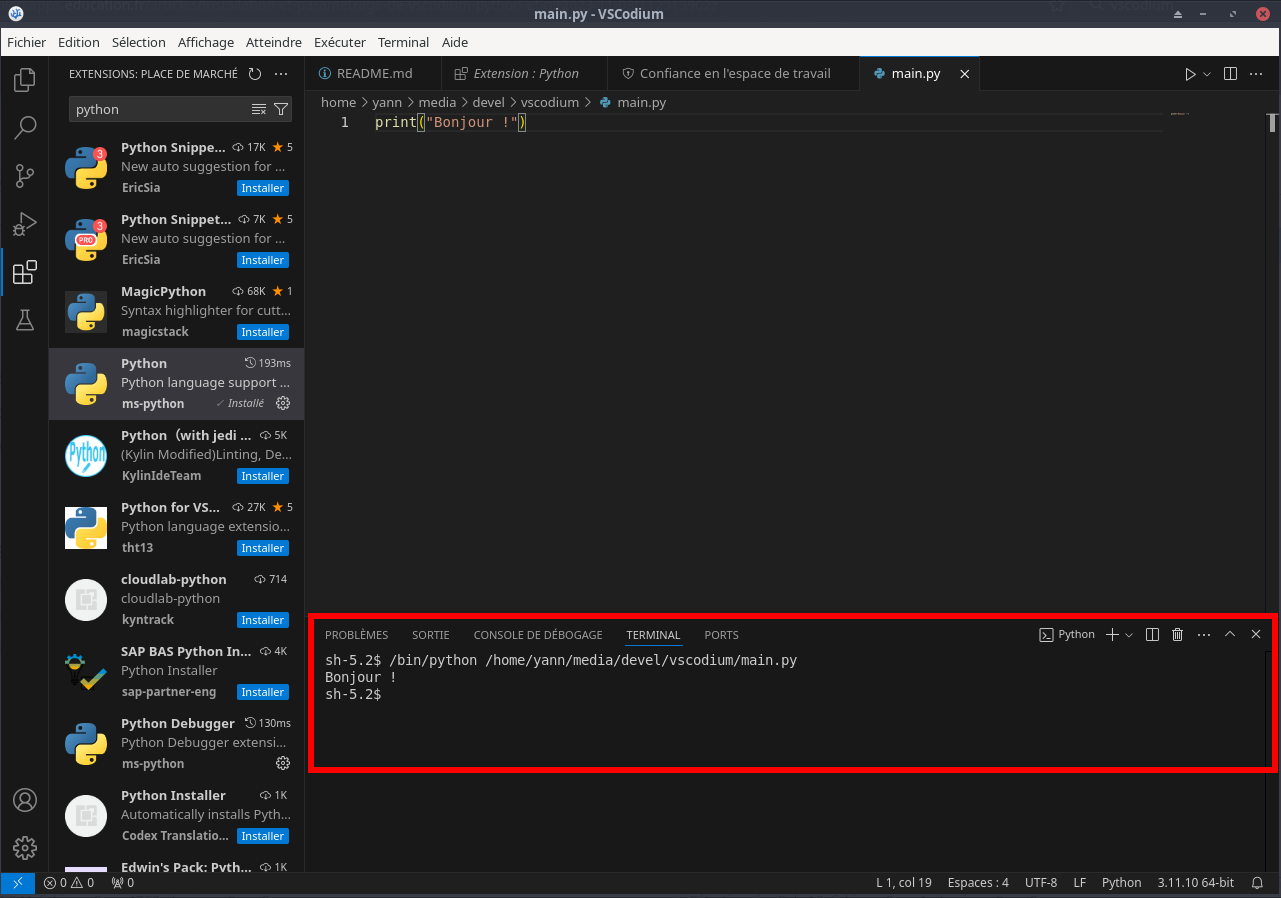 main.py - VSCodium
Fichier Edition Sélection Affichage Atteindre Exécuter Terminal Aide
EXTENSIONS: PLACE DE MARCHÉ
python
Python Snippe... 17K 5
New auto suggestion for ...
EricSia Installer
Python Snippet... 7K 5
New auto suggestion for ...
EricSia Installer
MagicPython 68K 1
Syntax highlighter for cutt...
magicstack Installer
Python 193ms
Python language support ...
ms-python Installé
Python (with jedi ... 5K
(Kylin Modified)Linting, De...
KylinIdeTeam Installer
Python for VS... 27K 5
Python language extensio...
tht13 Installer
cloudlab-python 714
cloudlab-python
kyntrack Installer
SAP BAS Python In... 4K
Python Installer
sap-partner-eng Installer
Python Debugger 130ms
Python Debugger extensi...
ms-python
Python Installer 1K
Automatically installs Pyth...
Codex Translatio... Installer
Edwin's Pack: Pyth... 1K
README.md Extension : Python Confiance en l'espace de travail main.py
home > yann > media > devel > vscodium > main.py
1 print("Bonjour !")
PROBLÈMES SORTIE CONSOLE DE DÉBOGAGE TERMINAL PORTS Python
sh-5.2$ /bin/python /home/yann/media/devel/vscodium/main.py
Bonjour !
sh-5.2$
0 0 0 L 1, col 19 Espaces : 4 UTF-8 LF Python 3.11.10 64-bit